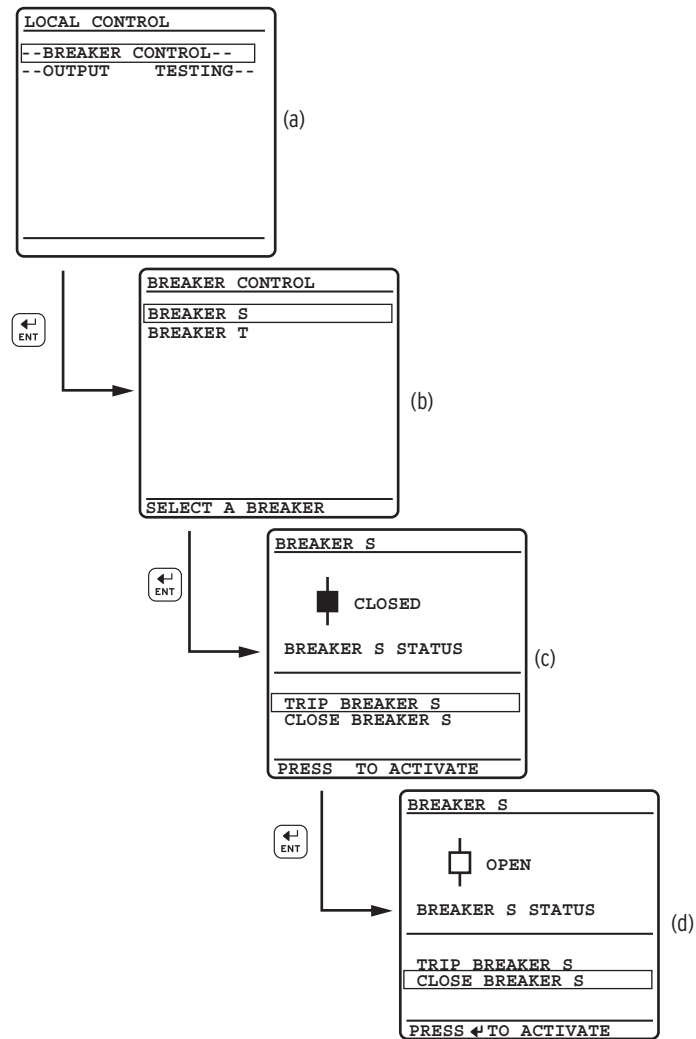 LOCAL CONTROL
--BREAKER CONTROL--
--OUTPUT TESTING--
(a)
ENT
BREAKER CONTROL
BREAKER S
BREAKER T
SELECT A BREAKER
(b)
ENT
BREAKER S
CLOSED
BREAKER S STATUS
TRIP BREAKER S
CLOSE BREAKER S
PRESS TO ACTIVATE
(c)
ENT
BREAKER S
OPEN
BREAKER S STATUS
TRIP BREAKER S
CLOSE BREAKER S
PRESS ↵ TO ACTIVATE
(d)